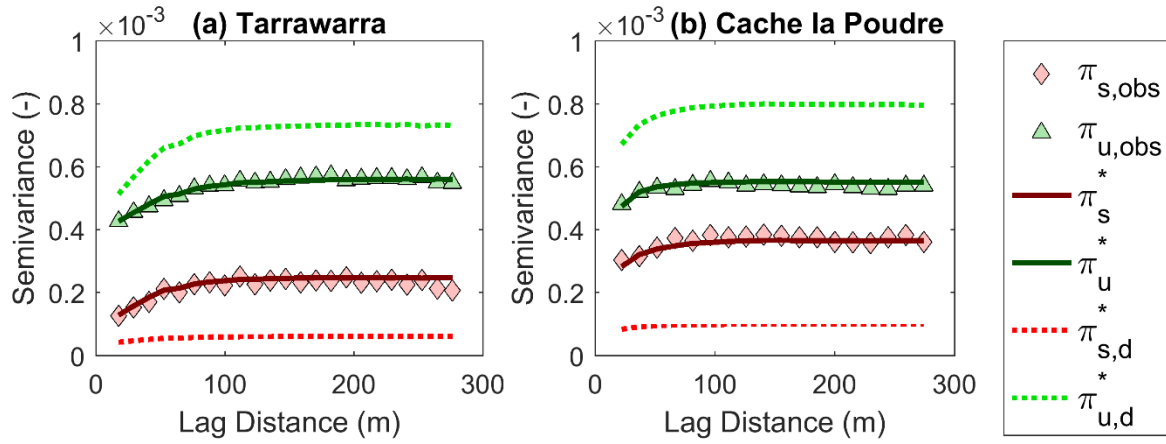 ×10⁻³ (a) Tarrawarra
1
0.8
0.6
0.4
0.2
0
Semivariance (-)
0 100 200 300
Lag Distance (m)
×10⁻³ (b) Cache la Poudre
1
0.8
0.6
0.4
0.2
0
Semivariance (-)
0 100 200 300
Lag Distance (m)
π_s,obs
π_u,obs
π*_s
π*_u
π*_s,d
π*_u,d